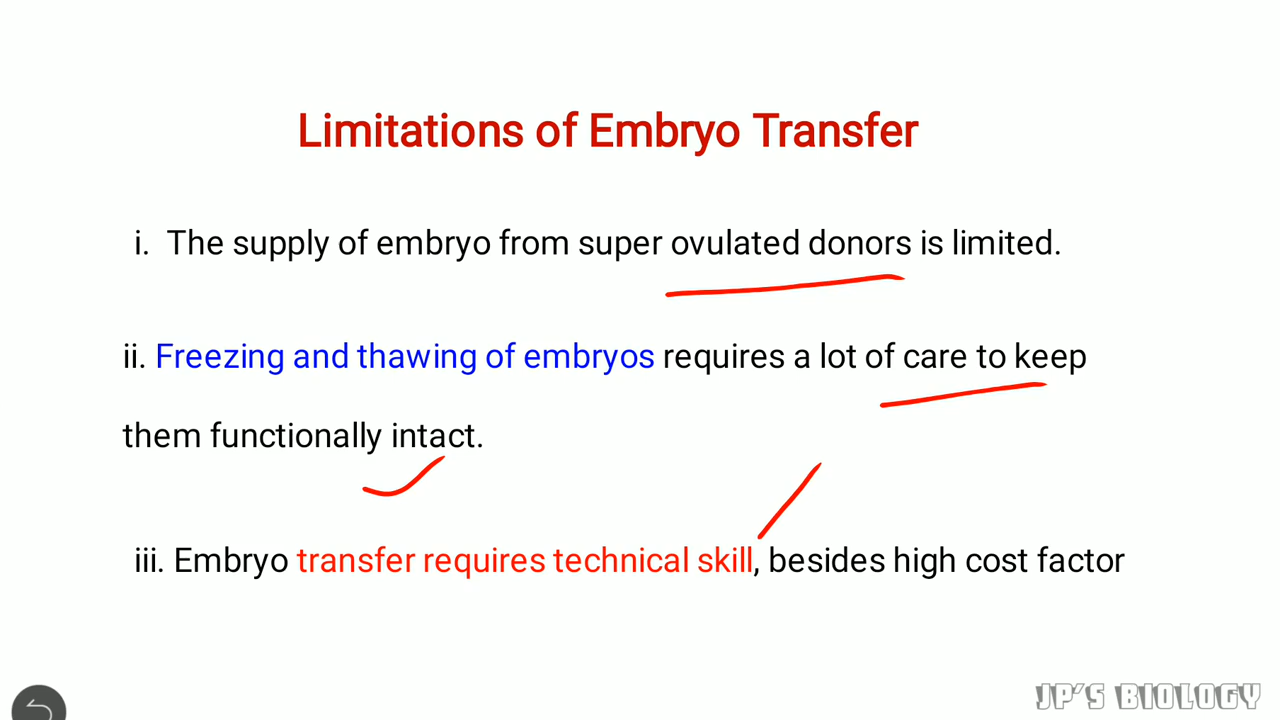 Limitations of Embryo Transfer
i. The supply of embryo from super ovulated donors is limited.
ii. Freezing and thawing of embryos requires a lot of care to keep
them functionally intact.
iii. Embryo transfer requires technical skill, besides high cost factor
JP'S BIOLOGY